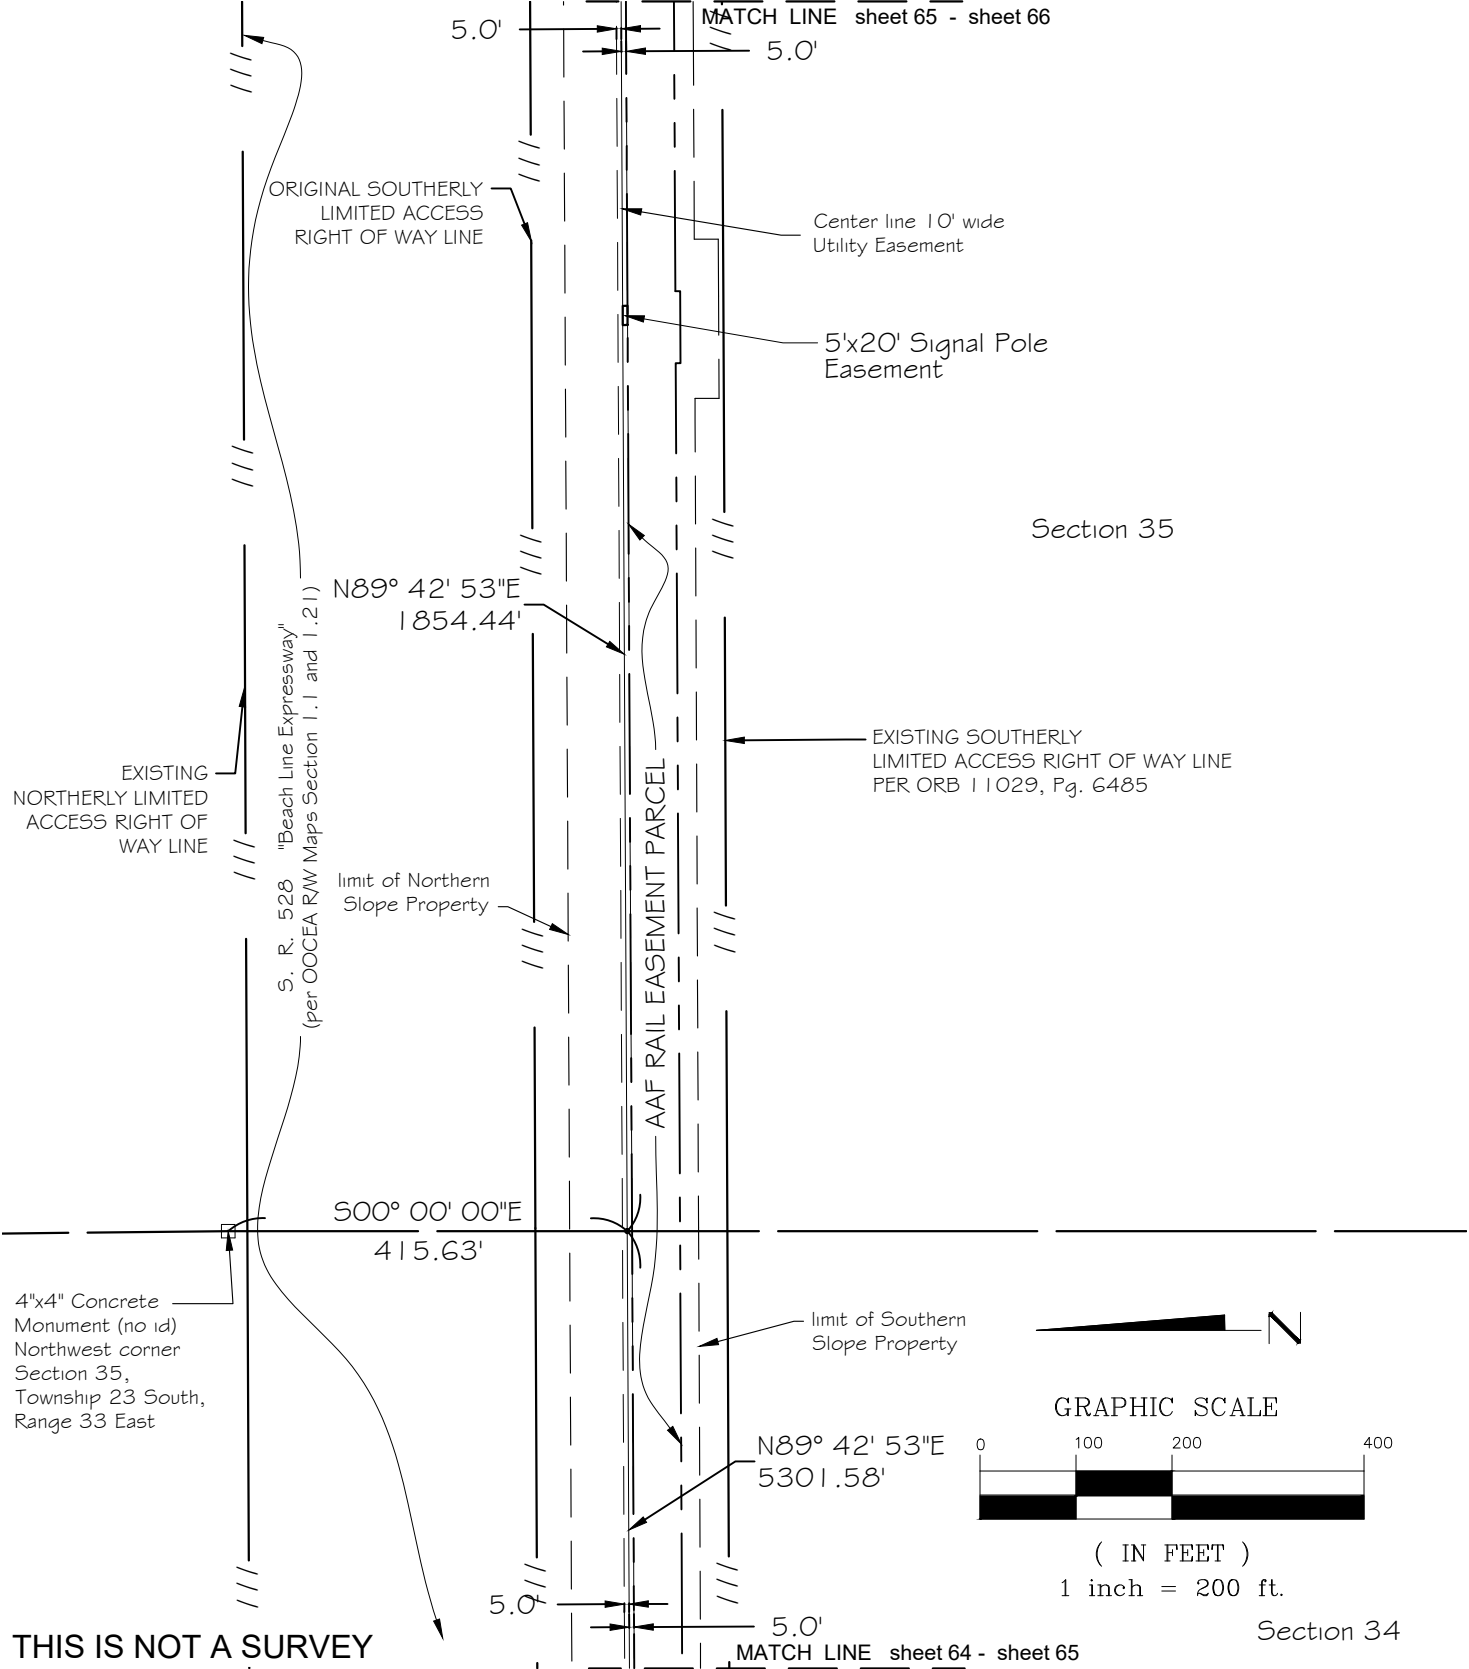 MATCH LINE sheet 65 - sheet 66
5.0'
5.0'
ORIGINAL SOUTHERLY
LIMITED ACCESS
RIGHT OF WAY LINE
Center line 10' wide
Utility Easement
5'x20' Signal Pole
Easement
Section 35
N89° 42' 53"E
1854.44'
S. R. 528 "Beach Line Expressway"
(per OOCEA R/W Maps Section 1.1 and 1.21)
EXISTING
NORTHERLY LIMITED
ACCESS RIGHT OF
WAY LINE
EXISTING SOUTHERLY
LIMITED ACCESS RIGHT OF WAY LINE
PER ORB 11029, Pg. 6485
AAF RAIL EASEMENT PARCEL
limit of Northern
Slope Property
S00° 00' 00"E
415.63'
4"x4" Concrete
Monument (no id)
Northwest corner
Section 35,
Township 23 South,
Range 33 East
limit of Southern
Slope Property
N
GRAPHIC SCALE
0 100 200 400
N89° 42' 53"E
5301.58'
( IN FEET )
1 inch = 200 ft.
5.0'
5.0'
Section 34
THIS IS NOT A SURVEY
MATCH LINE sheet 64 - sheet 65